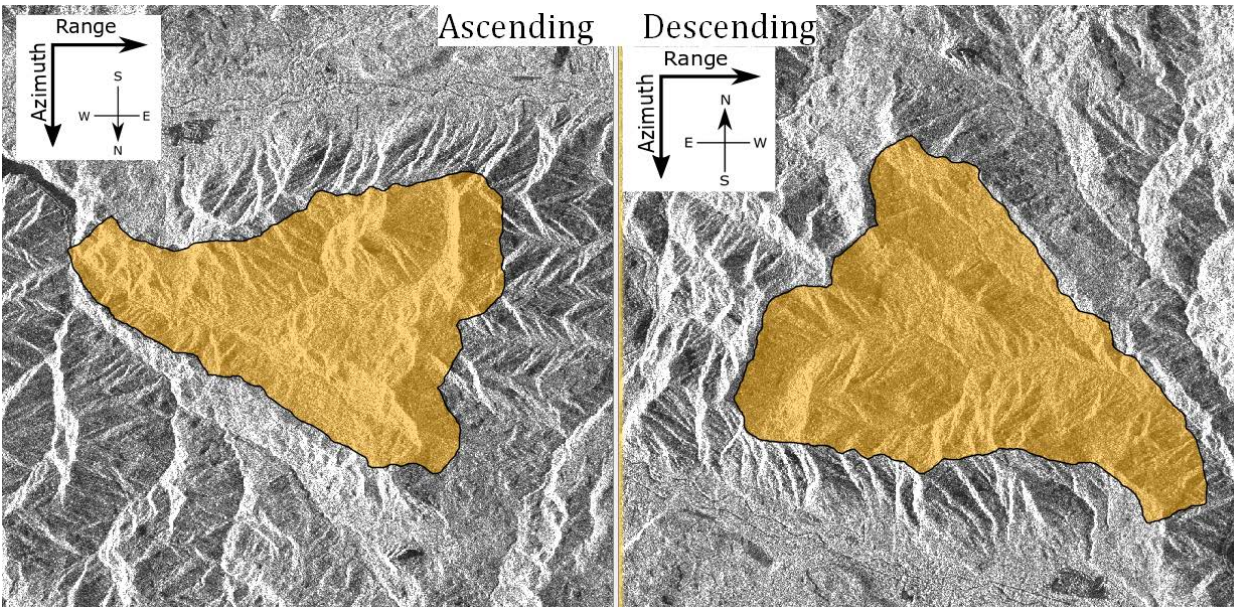 Ascending
Descending
Range
Azimuth
S
W E
N
Range
Azimuth
N
E W
S